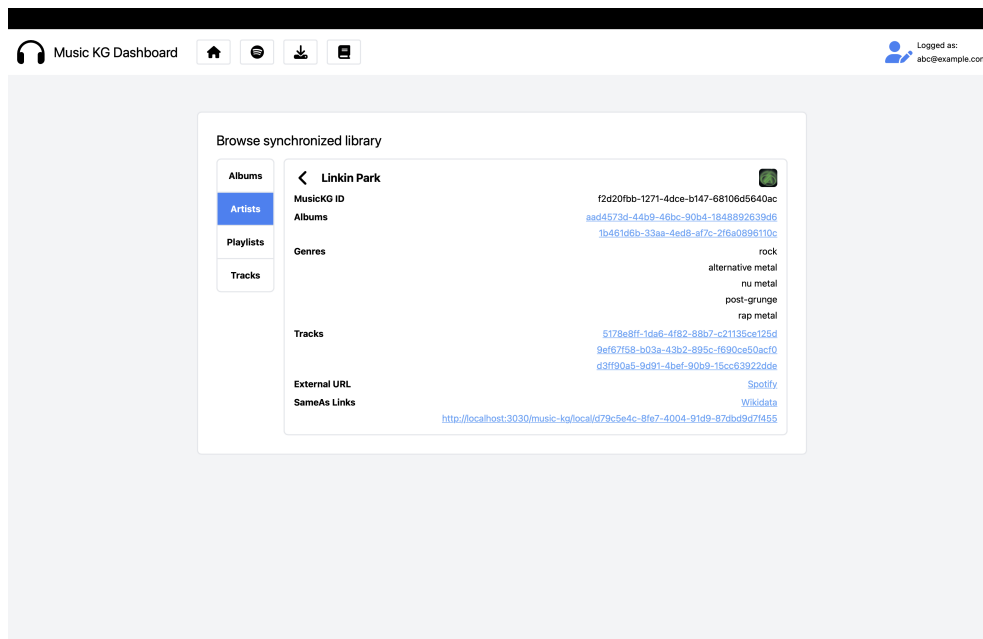 Music KG Dashboard
Logged as:
abc@example.com
Browse synchronized library
Albums
Artists
Playlists
Tracks
Linkin Park
MusicKG ID f2d20fbb-1271-4dce-b147-68106d5640ac
Albums aad4573d-44b9-46bc-90b4-1848892639d6
1b461d6b-33aa-4ed8-af7c-2f6a0896110c
Genres rock
alternative metal
nu metal
post-grunge
rap metal
Tracks 5178e8ff-1da6-4f82-88b7-c21135ce125d
9ef67f58-b03a-43b2-895c-f690ce50acf0
d3ff90a5-9d91-4bef-90b9-15cc63922dde
External URL Spotify
SameAs Links Wikidata
http://localhost:3030/music-kg/local/d79c5e4c-8fe7-4004-91d9-87dbd9d7f455